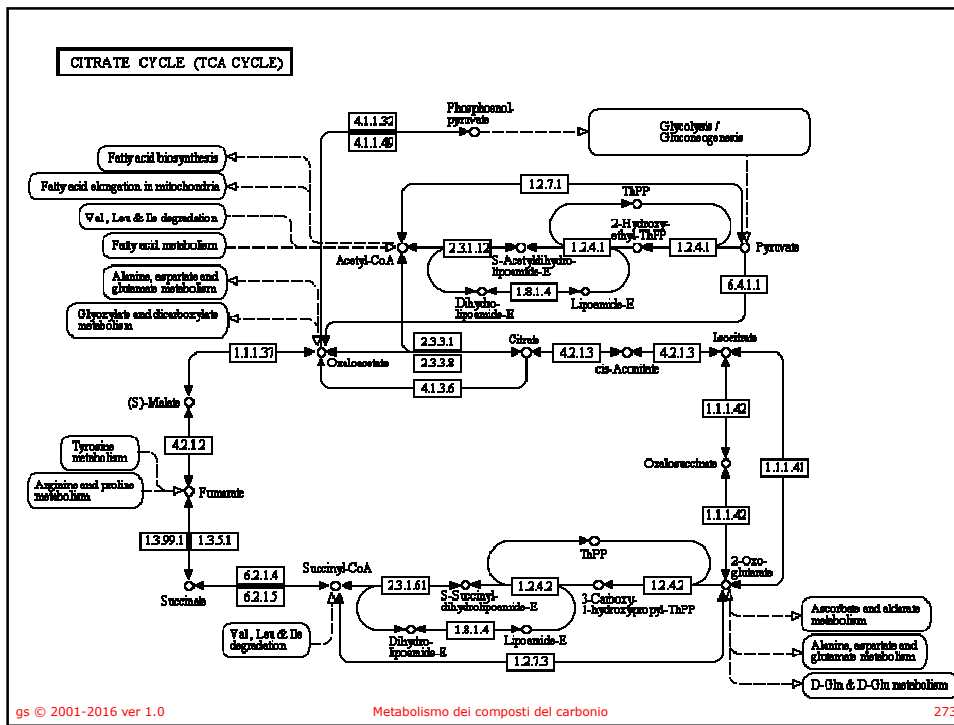 CITRATE CYCLE (TCA CYCLE)
Phosphoenol-
pyruvate
4.1.1.32
4.1.1.49
Glycolysis /
Gluconeogenesis
Fatty acid biosynthesis
Fatty acid elongation in mitochondria
Val, Leu & Ile degradation
Fatty acid metabolism
Alanine, aspartate and
glutamate metabolism
Glyoxylate and dicarboxylate
metabolism
1.2.7.1
ThPP
2-Hydroxy-
ethyl-ThPP
Acetyl-CoA
2.3.1.12
S-Acetyldihydro-
lipoamide-E
1.2.4.1
1.2.4.1
Pyruvate
Dihydro-
lipoamide-E
1.8.1.4
Lipoamide-E
6.4.1.1
1.1.1.37
Oxaloacetate
2.3.3.1
2.3.3.8
4.1.3.6
Citrate
4.2.1.3
cis-Aconitate
4.2.1.3
Isocitrate
(S)-Malate
1.1.1.42
4.2.1.2
Tyrosine
metabolism
Oxalosuccinate
1.1.1.41
Arginine and proline
metabolism
Fumarate
1.1.1.42
1.3.99.1
1.3.5.1
ThPP
Succinate
6.2.1.4
6.2.1.5
Succinyl-CoA
2.3.1.61
S-Succinyl-
dihydrolipoamide-E
1.2.4.2
3-Carboxy-
1-hydroxypropyl-ThPP
1.2.4.2
2-Oxo-
glutarate
Val, Leu & Ile
degradation
Dihydro-
lipoamide-E
1.8.1.4
Lipoamide-E
1.2.7.3
Ascorbate and aldarate
metabolism
Alanine, aspartate and
glutamate metabolism
D-Gln & D-Glu metabolism
gs © 2001-2016 ver 1.0
Metabolismo dei composti del carbonio
273